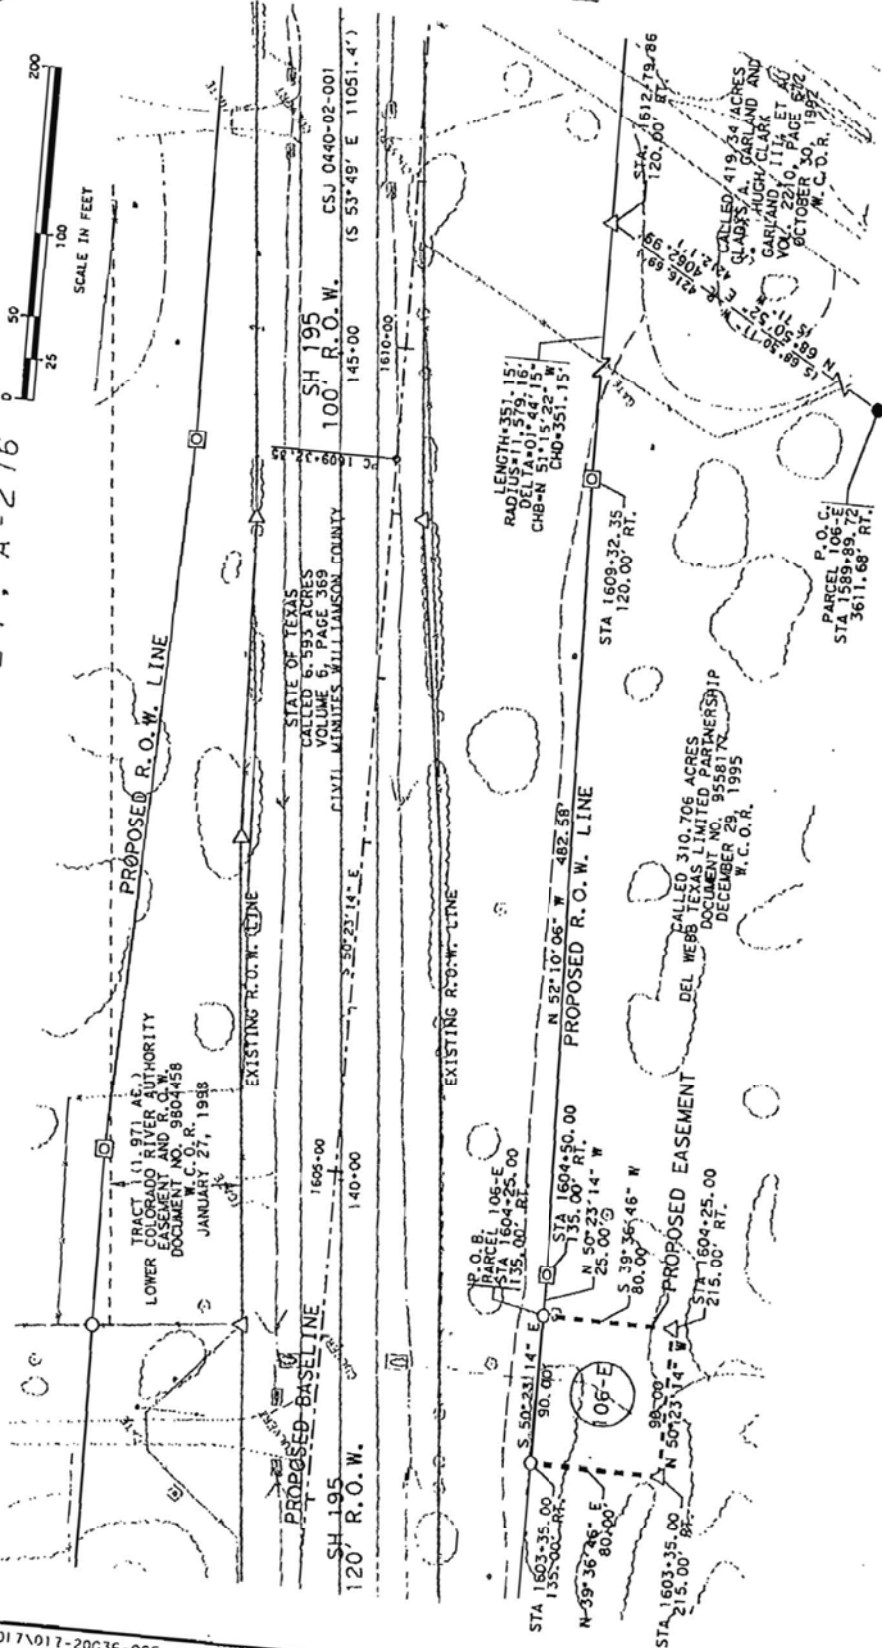 0
50
200
25
100
SCALE IN FEET
A-276
PROPOSED R.O.W. LINE
TRACT 1 (1.971 AC.)
LOWER COLORADO RIVER AUTHORITY
EASEMENT AND R.O.W.
DOCUMENT NO. 9804458
W.C.O.R.
JANUARY 27, 1998
EXISTING R.O.W. LINE
STATE OF TEXAS
CALLED 6.593 ACRES
VOLUME 6, PAGE 369
CIVIL MINUTES WILLIAMSON COUNTY
PC 1609+32.35
SH 195
100' R.O.W.
CSJ 0440-02-001
(S 53°49' E 11051.4')
145+00
1610+00
S 50°23'14" E
1605+00
140+00
PROPOSED BASELINE
CULVERT
SH 195
120' R.O.W.
EXISTING R.O.W. LINE
LENGTH=351.15'
RADIUS=11,579.16'
DELTA=01°44'15"
CHB=N 51°15'22" W
CHD=351.15'
GATE
STA 1609+32.35
120.00' RT.
STA. 1612+79.86
120.00' RT.
CALLED 419.34 ACRES
GLADYS A. GARLAND AND
HUGH CLARK
GARLAND III, ET AL
VOL. 2210, PAGE 672
OCTOBER 30, 1992
W.C.O.R.
P.O.C.
PARCEL 106-E
STA 1589+89.72
3611.68' RT.
N 52°10'06" W 482.58'
PROPOSED R.O.W. LINE
CALLED 310.706 ACRES
DEL WEBB TEXAS LIMITED PARTNERSHIP
DOCUMENT NO. 9558177
DECEMBER 29, 1995
W.C.O.R.
P.O.B.
PARCEL 106-E
STA 1604+25.00
135.00' RT.
STA 1604+50.00
135.00' RT.
N 50°23'14" W
25.00'
S 39°36'46" W
80.00'
PROPOSED EASEMENT
STA 1604+25.00
215.00' RT.
S 50°23'14" E
90.00'
106-E
90.00'
N 50°23'14" W
STA 1603+35.00
135.00' RT.
N 39°36'46" E
80.00'
STA 1603+35.00
215.00' RT.